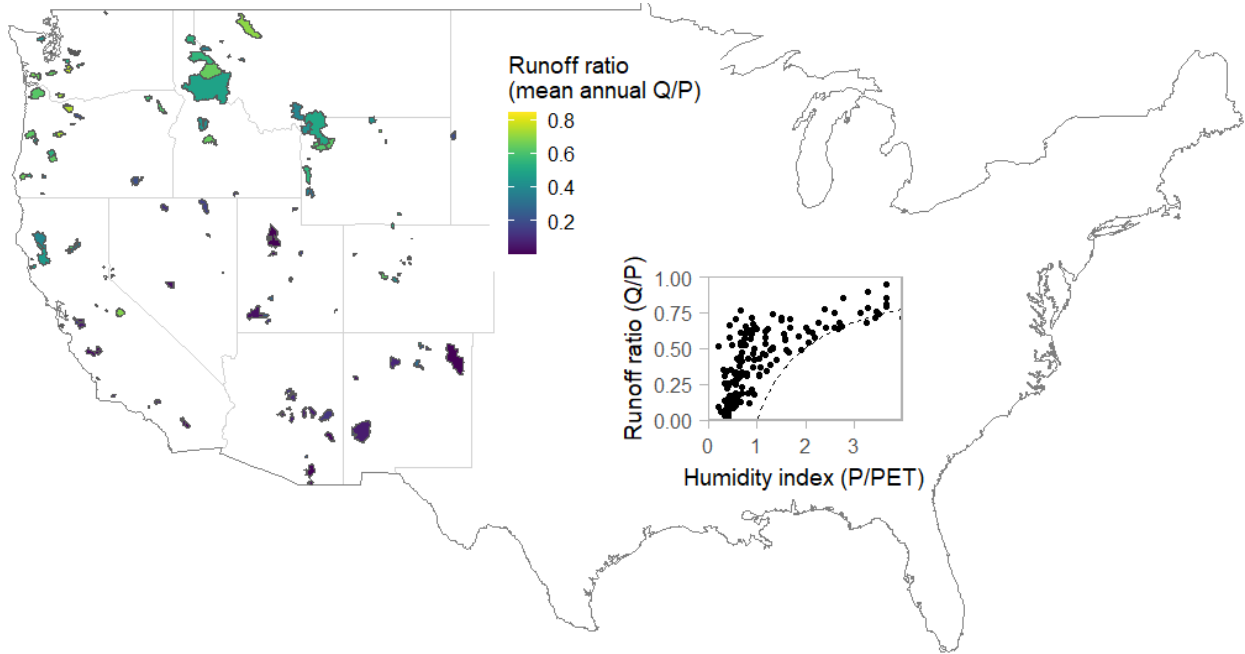 Runoff ratio
(mean annual Q/P)
0.8
0.6
0.4
0.2
Runoff ratio (Q/P)
1.00
0.75
0.50
0.25
0.00
0 1 2 3
Humidity index (P/PET)